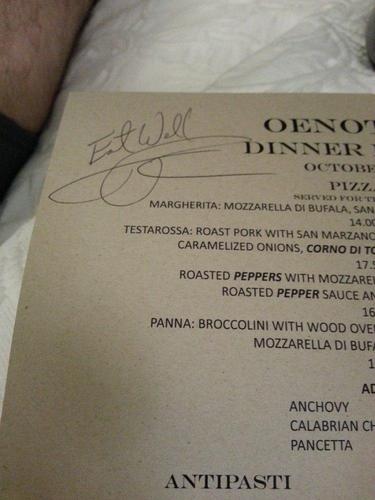 Eat Well
OENOT
DINNER
OCTOBER
PIZZ
SERVED FOR
MARGHERITA: MOZZARELLA DI BUFALA, SAN
14.00
TESTAROSSA: ROAST PORK WITH SAN MARZANO
CARAMELIZED ONIONS, CORNO DI TO
17.5
ROASTED PEPPERS WITH MOZZAREL
ROASTED PEPPER SAUCE AN
16
PANNA: BROCCOLINI WITH WOOD OVE
MOZZARELLA DI BUFA
1
AD
ANCHOVY
CALABRIAN CH
PANCETTA
ANTIPASTI